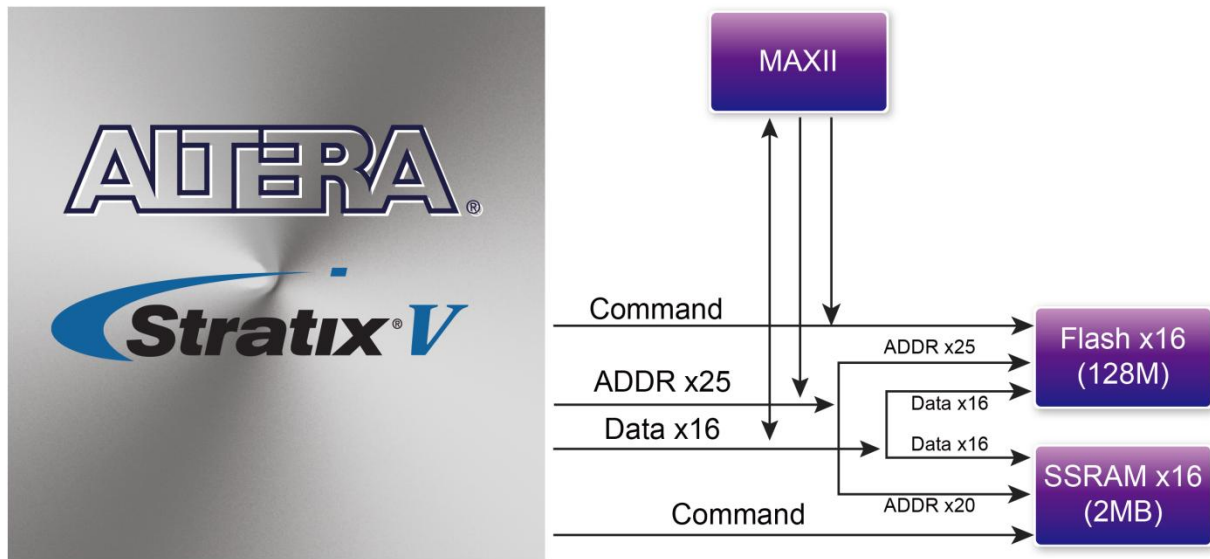 MAXII
ALTERA®
Stratix® V
Command
ADDR x25
Flash x16
(128M)
ADDR x25
Data x16
Data x16
Data x16
SSRAM x16
(2MB)
ADDR x20
Command